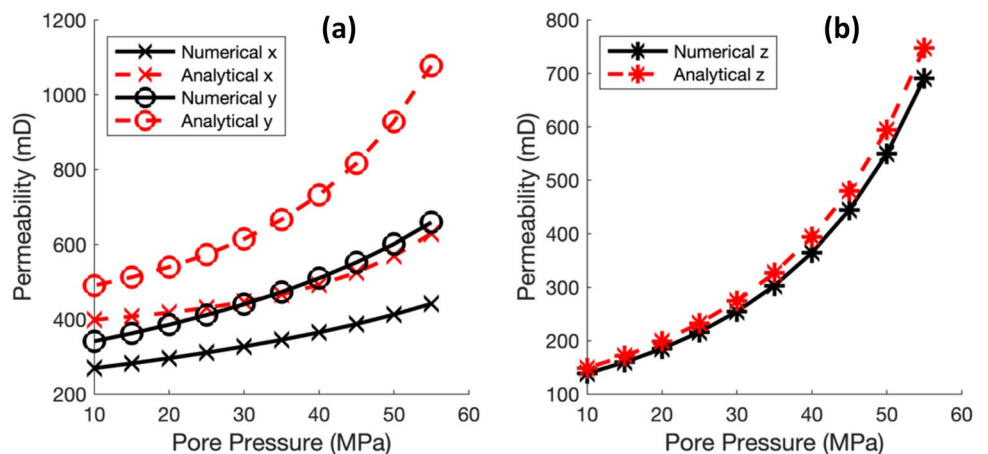 (a)
1200
1000
800
600
400
200
Permeability (mD)
Numerical x
Analytical x
Numerical y
Analytical y
10 20 30 40 50 60
Pore Pressure (MPa)
(b)
800
700
600
500
400
300
200
100
Permeability (mD)
Numerical z
Analytical z
10 20 30 40 50 60
Pore Pressure (MPa)